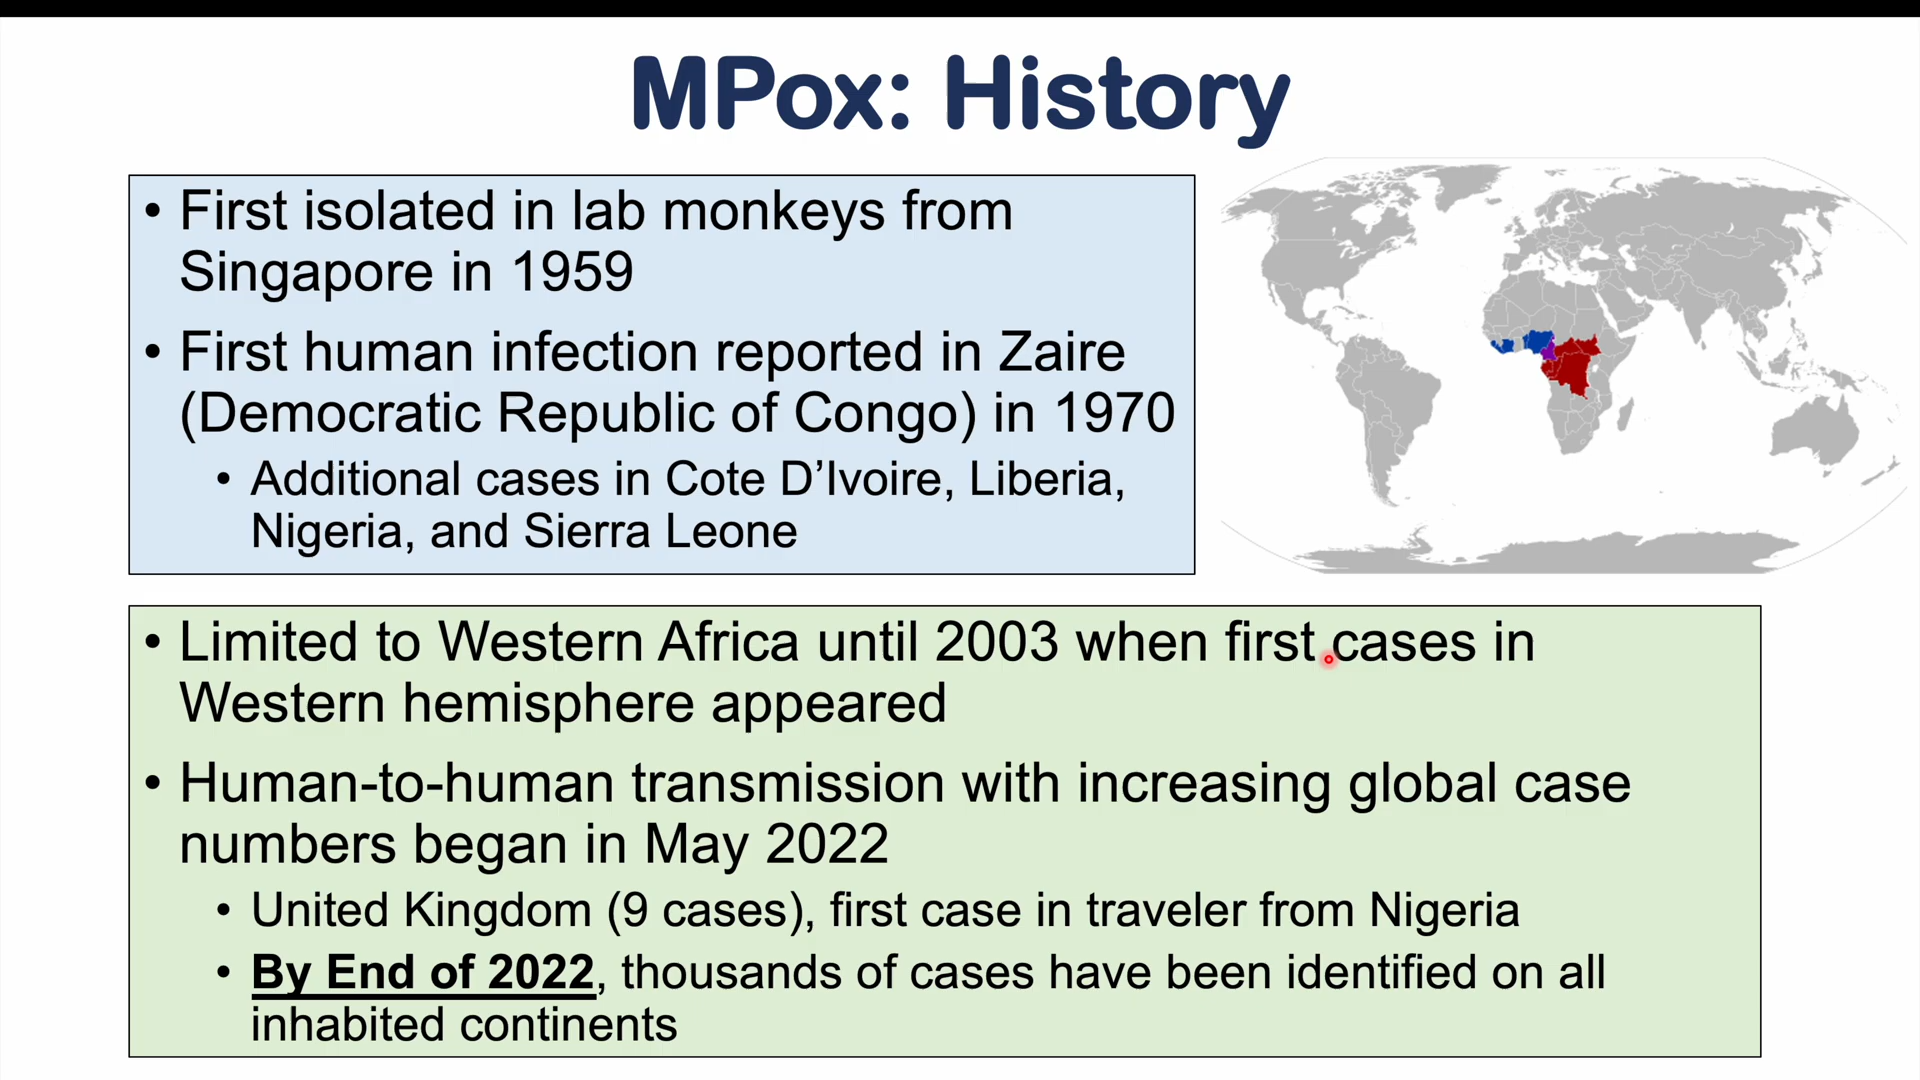 MPox: History
• First isolated in lab monkeys from
Singapore in 1959
• First human infection reported in Zaire
(Democratic Republic of Congo) in 1970
• Additional cases in Cote D’Ivoire, Liberia,
Nigeria, and Sierra Leone
• Limited to Western Africa until 2003 when first cases in
Western hemisphere appeared
• Human-to-human transmission with increasing global case
numbers began in May 2022
• United Kingdom (9 cases), first case in traveler from Nigeria
• By End of 2022, thousands of cases have been identified on all
inhabited continents